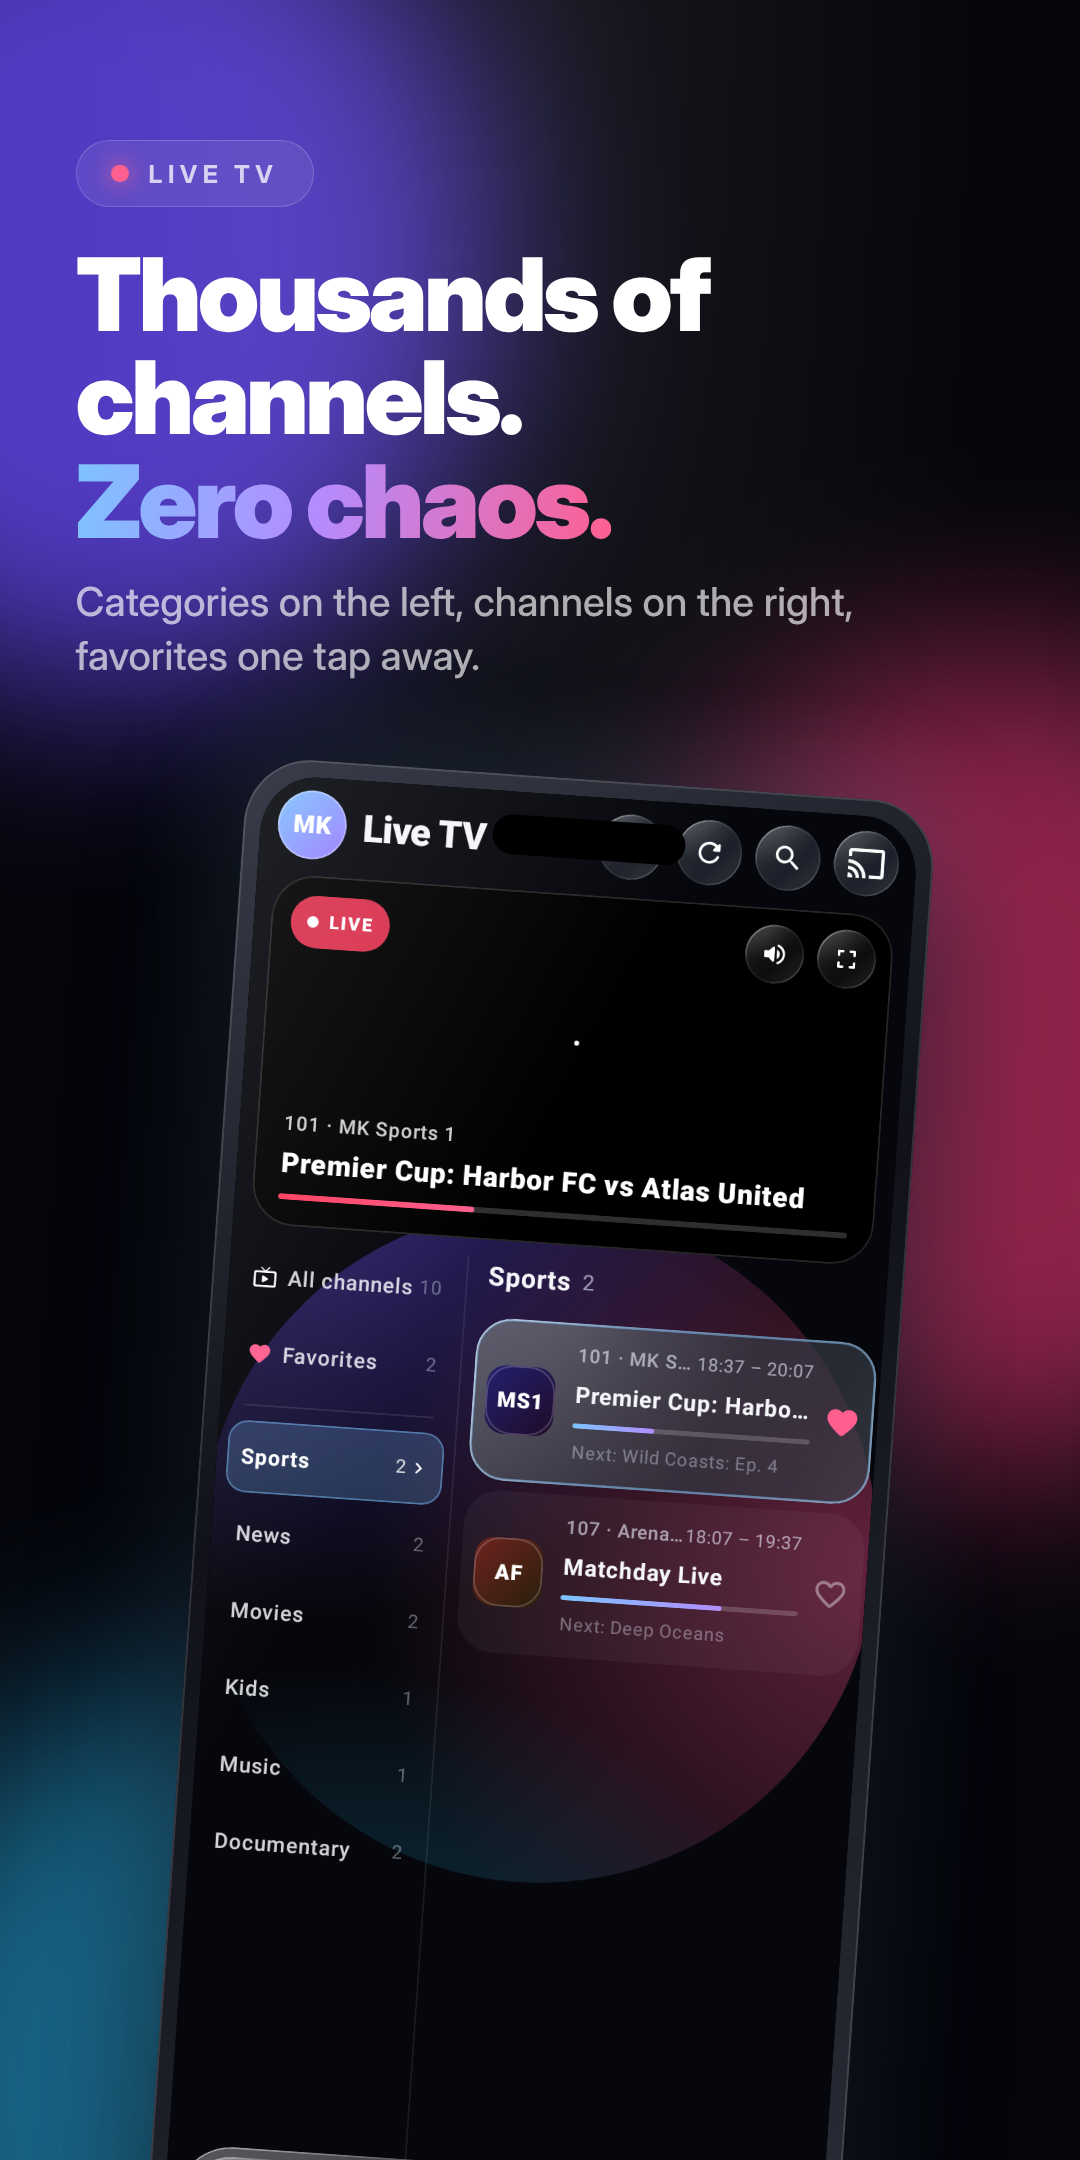 LIVE TV
Thousands of
channels.
Zero chaos.
Categories on the left, channels on the right,
favorites one tap away.
MK
Live TV
LIVE
101 · MK Sports 1
Premier Cup: Harbor FC vs Atlas United
All channels 10
Favorites 2
Sports 2
News 2
Movies 2
Kids 1
Music 1
Documentary 2
Sports 2
MS1
101 · MK S... 18:37 – 20:07
Premier Cup: Harbo...
Next: Wild Coasts: Ep. 4
AF
107 · Arena... 18:07 – 19:37
Matchday Live
Next: Deep Oceans